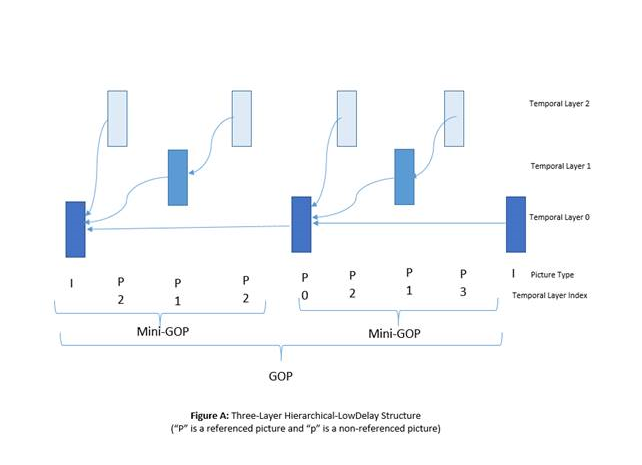 Temporal Layer 2
Temporal Layer 1
Temporal Layer 0
I P P P P P P P I Picture Type
2 1 2 0 2 1 3 Temporal Layer Index
Mini-GOP Mini-GOP
GOP
Figure A: Three-Layer Hierarchical-LowDelay Structure
("P" is a referenced picture and "p" is a non-referenced picture)